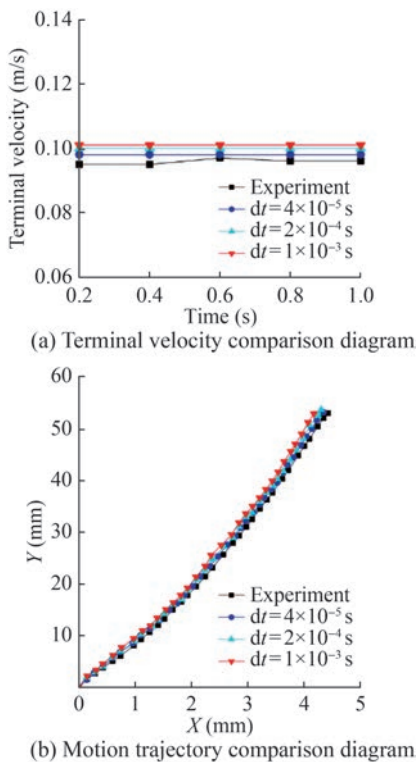 0.14
0.12
0.10
0.08
0.06
Terminal velocity (m/s)
Experiment
dt=4×10⁻⁵ s
dt=2×10⁻⁴ s
dt=1×10⁻³ s
0.2 0.4 0.6 0.8 1.0
Time (s)
(a) Terminal velocity comparison diagram
60
50
40
30
20
10
Y (mm)
Experiment
dt=4×10⁻⁵ s
dt=2×10⁻⁴ s
dt=1×10⁻³ s
0 1 2 3 4 5
X (mm)
(b) Motion trajectory comparison diagram